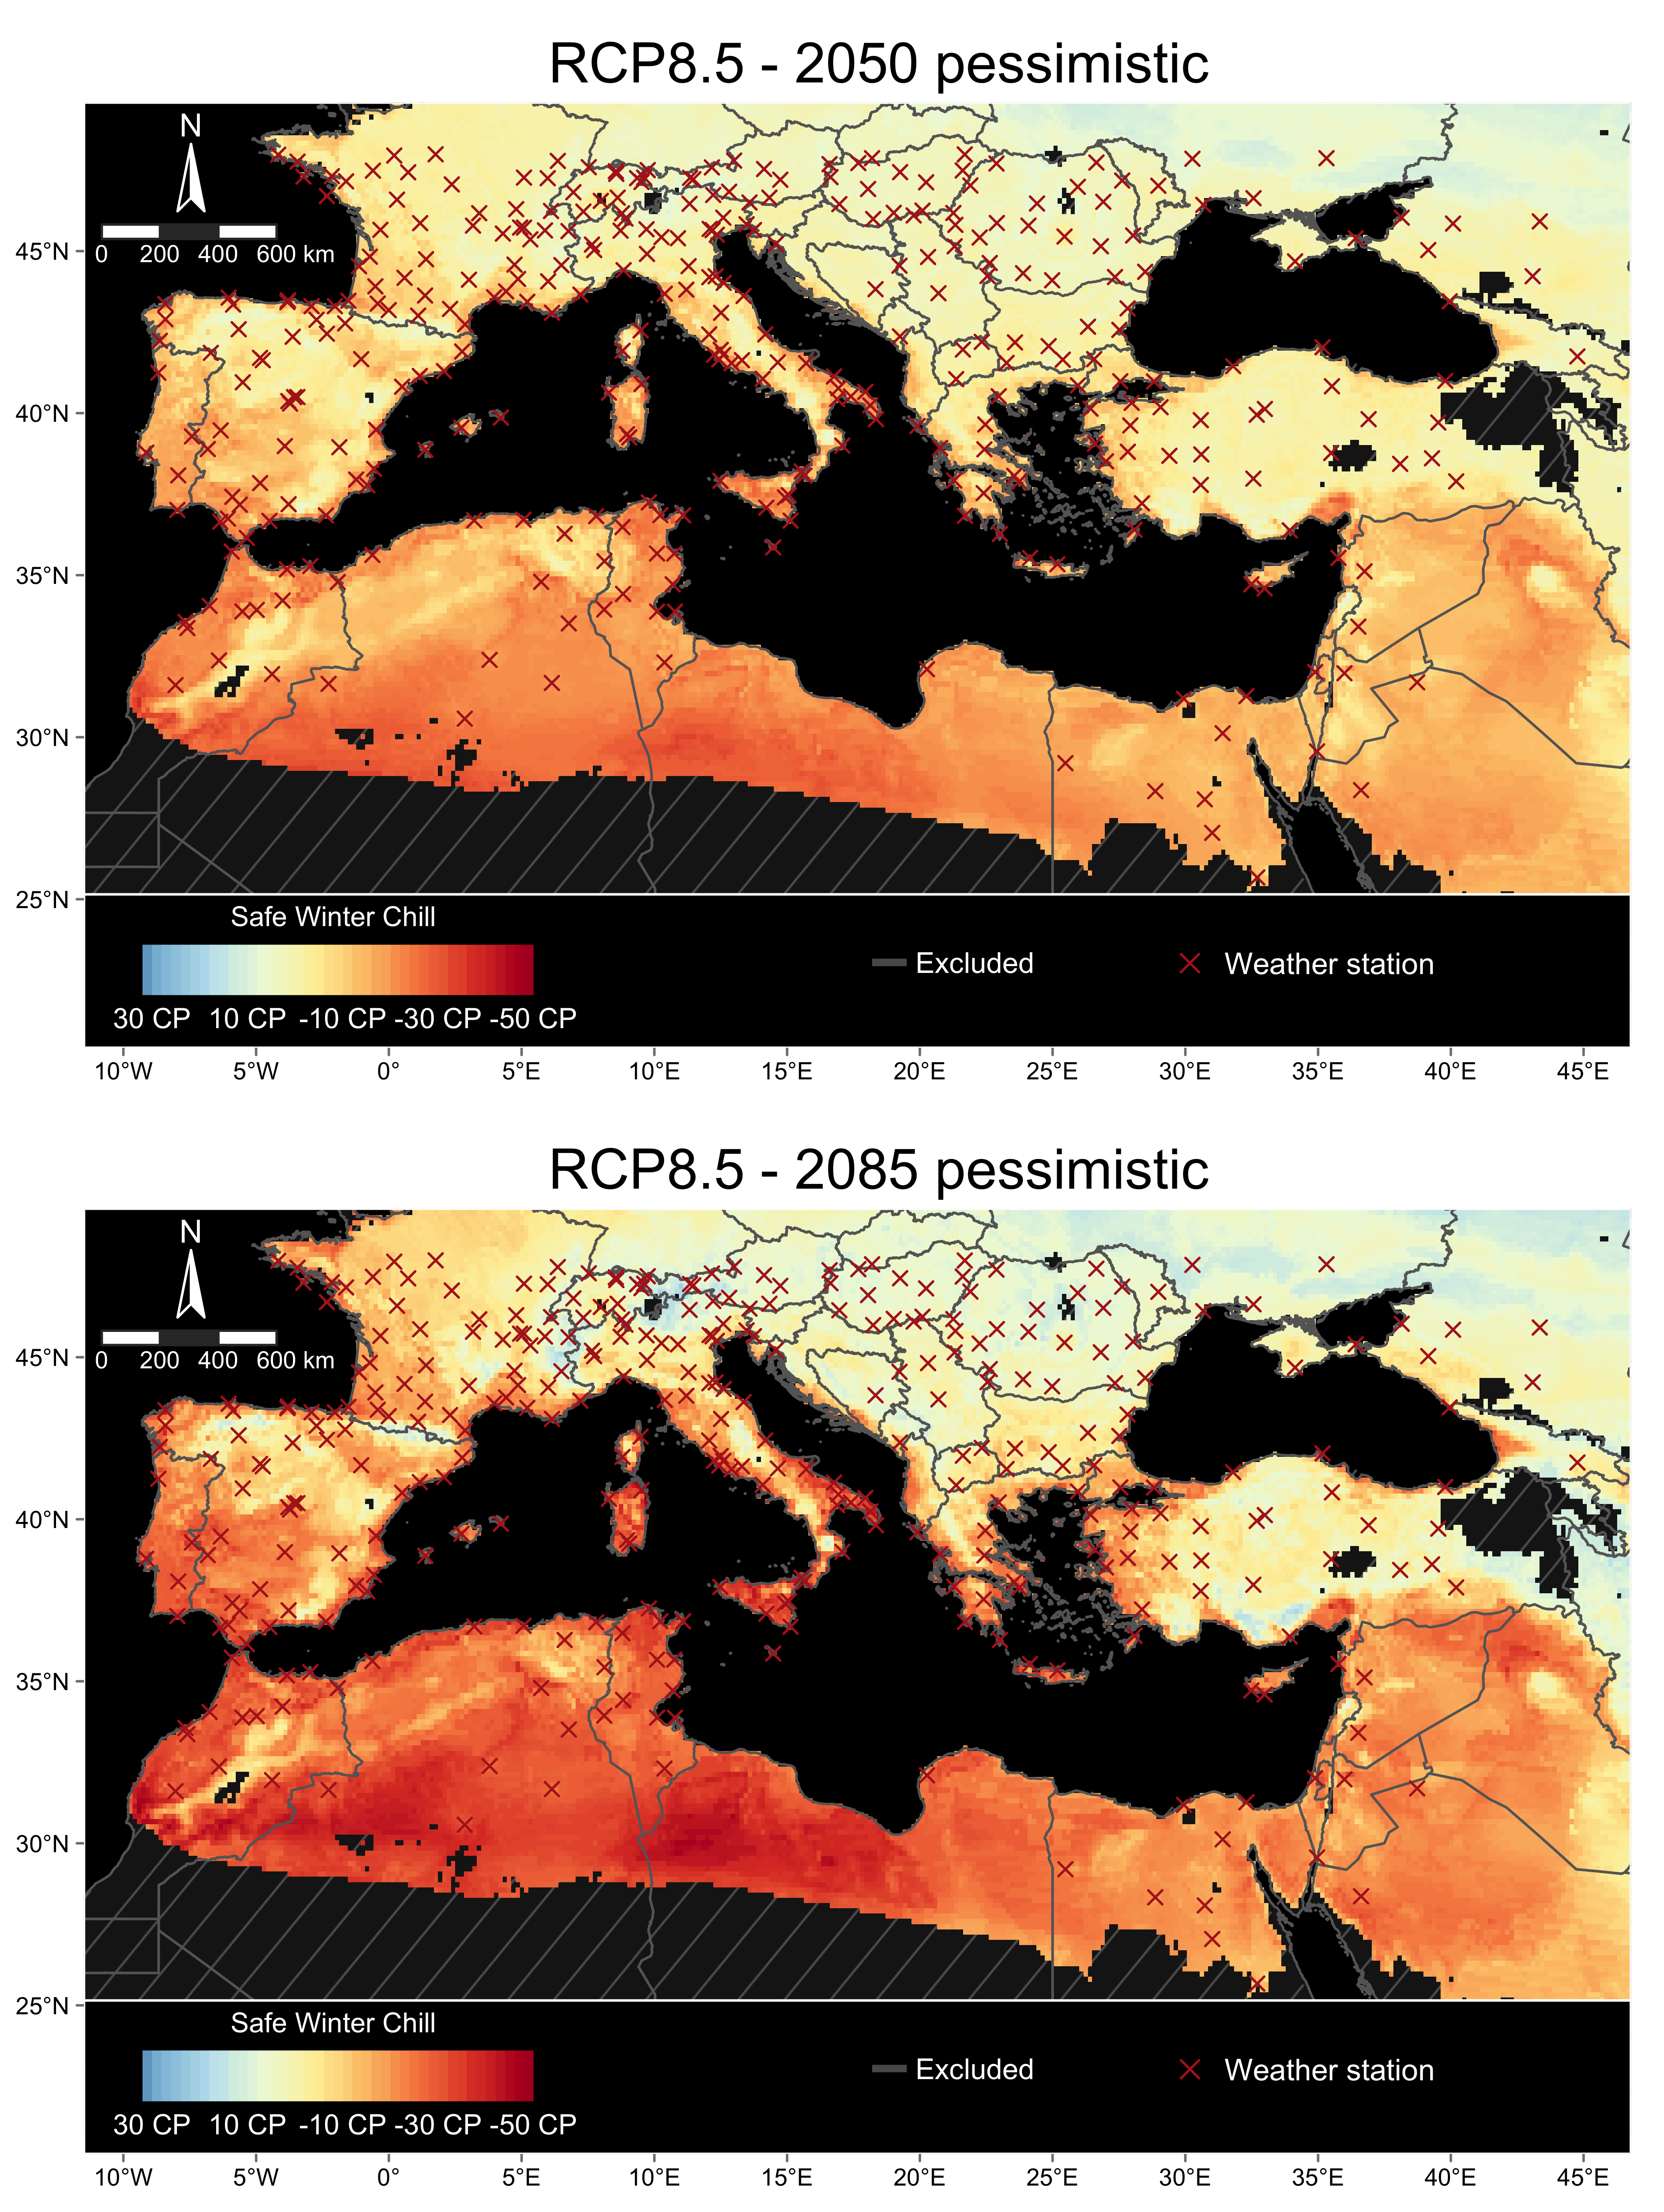 RCP8.5 - 2050 pessimistic
N
0 200 400 600 km
45°N
40°N
35°N
30°N
25°N
Safe Winter Chill
30 CP 10 CP -10 CP -30 CP -50 CP
Excluded
Weather station
10°W 5°W 0° 5°E 10°E 15°E 20°E 25°E 30°E 35°E 40°E 45°E
RCP8.5 - 2085 pessimistic
N
0 200 400 600 km
45°N
40°N
35°N
30°N
25°N
Safe Winter Chill
30 CP 10 CP -10 CP -30 CP -50 CP
Excluded
Weather station
10°W 5°W 0° 5°E 10°E 15°E 20°E 25°E 30°E 35°E 40°E 45°E